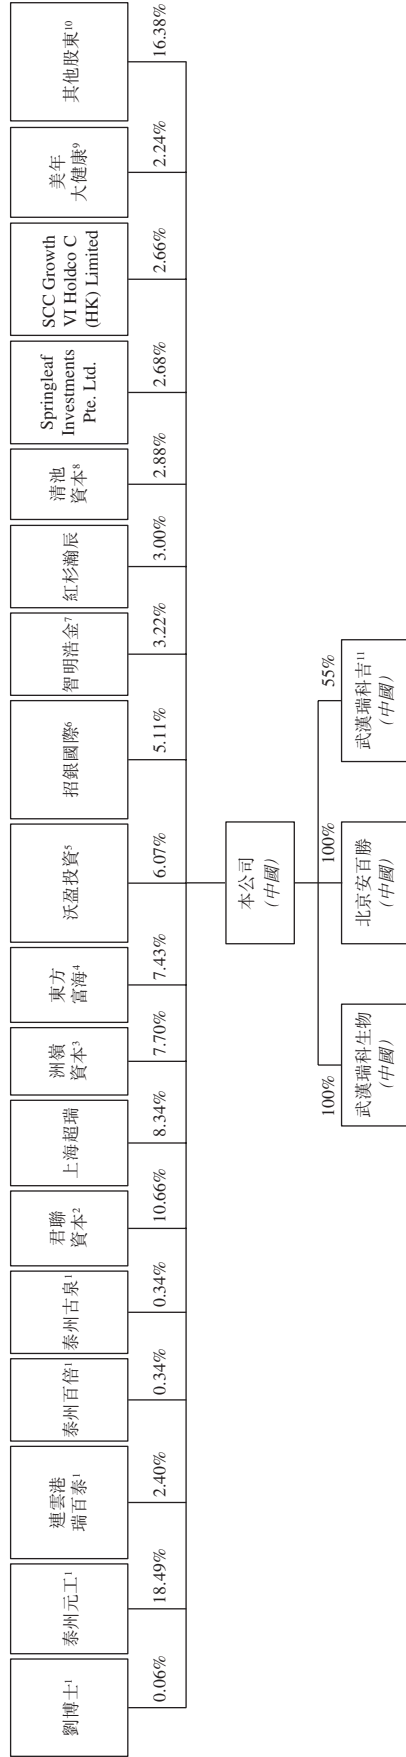 劉博士¹
泰州元工¹
連雲港
瑞百泰¹
泰州百倍¹
泰州古泉¹
君聯
資本²
上海超瑞
洲嶺
資本³
東方
富海⁴
沃盈投資⁵
招銀國際⁶
智明浩金⁷
紅杉瀚辰
清池
資本⁸
Springleaf
Investments
Pte. Ltd.
SCC Growth
VI Holdco C
(HK) Limited
美年
大健康⁹
其他股東¹⁰
0.06%
18.49%
2.40%
0.34%
0.34%
10.66%
8.34%
7.70%
7.43%
6.07%
5.11%
3.22%
3.00%
2.88%
2.68%
2.66%
2.24%
16.38%
本公司
(中國)
100%
100%
55%
武漢瑞科生物
(中國)
北京安百勝
(中國)
武漢瑞科吉¹¹
(中國)